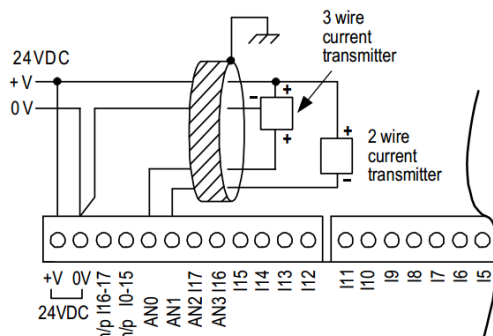 3 wire
current
transmitter
24VDC
+V
0V
2 wire
current
transmitter
+V
0V
24VDC
n/p I16-17
n/p I0-15
AN0
AN1
AN2 I17
AN3 I16
I15
I14
I13
I12
I11
I10
I9
I8
I7
I6
I5
+
-
+
+
-